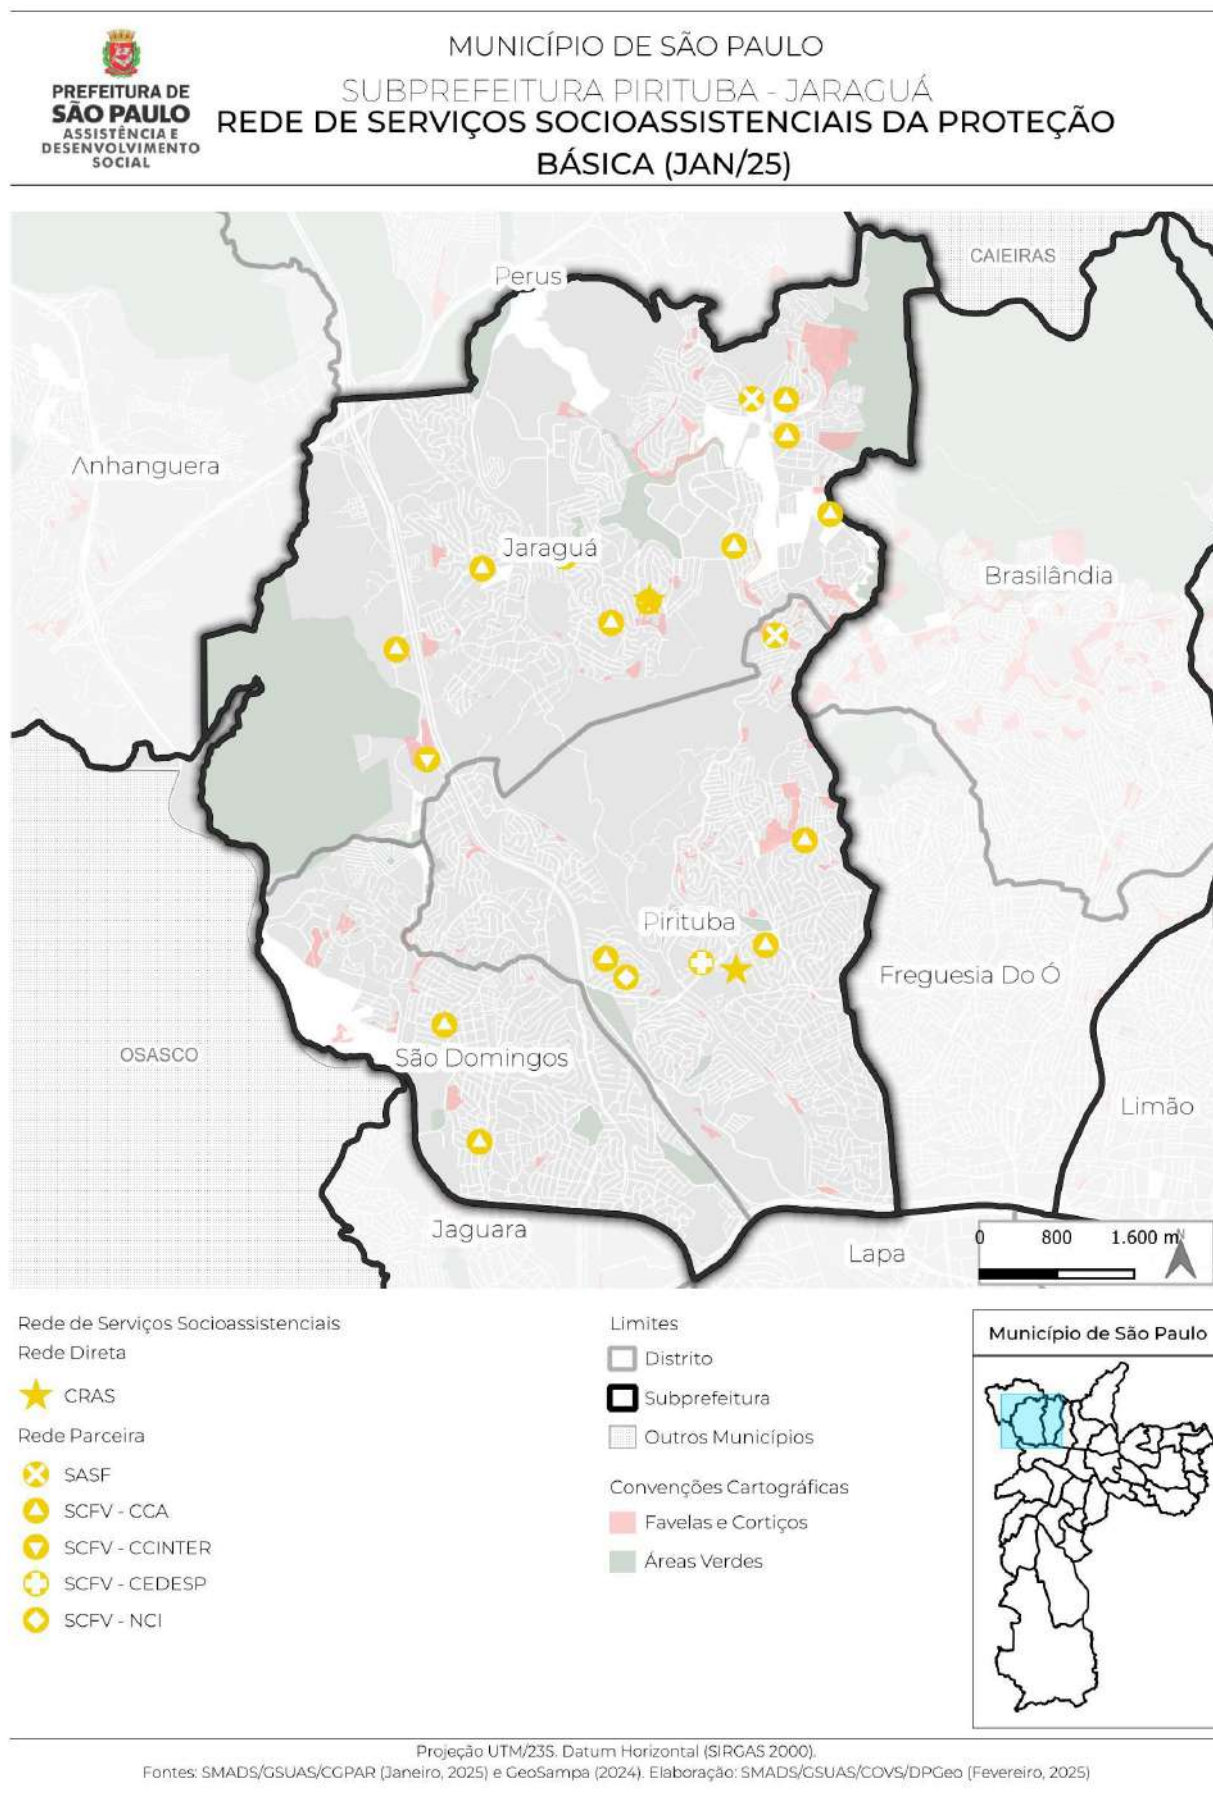 PREFEITURA DE
SÃO PAULO
ASSISTÊNCIA E
DESENVOLVIMENTO
SOCIAL
MUNICÍPIO DE SÃO PAULO
SUBPREFEITURA PIRITUBA - JARAGUÁ
REDE DE SERVIÇOS SOCIOASSISTENCIAIS DA PROTEÇÃO
BÁSICA (JAN/25)
CAIEIRAS
Perus
Anhanguera
Jaraguá
Brasilândia
Pirituba
Freguesia Do Ó
OSASCO
São Domingos
Limão
Jaguara
Lapa
0 800 1.600 m
N
Rede de Serviços Socioassistenciais
Rede Direta
CRAS
Rede Parceira
SASF
SCFV - CCA
SCFV - CCINTER
SCFV - CEDESP
SCFV - NCI
Limites
Distrito
Subprefeitura
Outros Municípios
Convenções Cartográficas
Favelas e Cortiços
Áreas Verdes
Município de São Paulo
Projeção UTM/23S. Datum Horizontal (SIRGAS 2000).
Fontes: SMADS/GSUAS/CGPAR (Janeiro, 2025) e GeoSampa (2024). Elaboração: SMADS/GSUAS/COVS/DPGeo (Fevereiro, 2025)